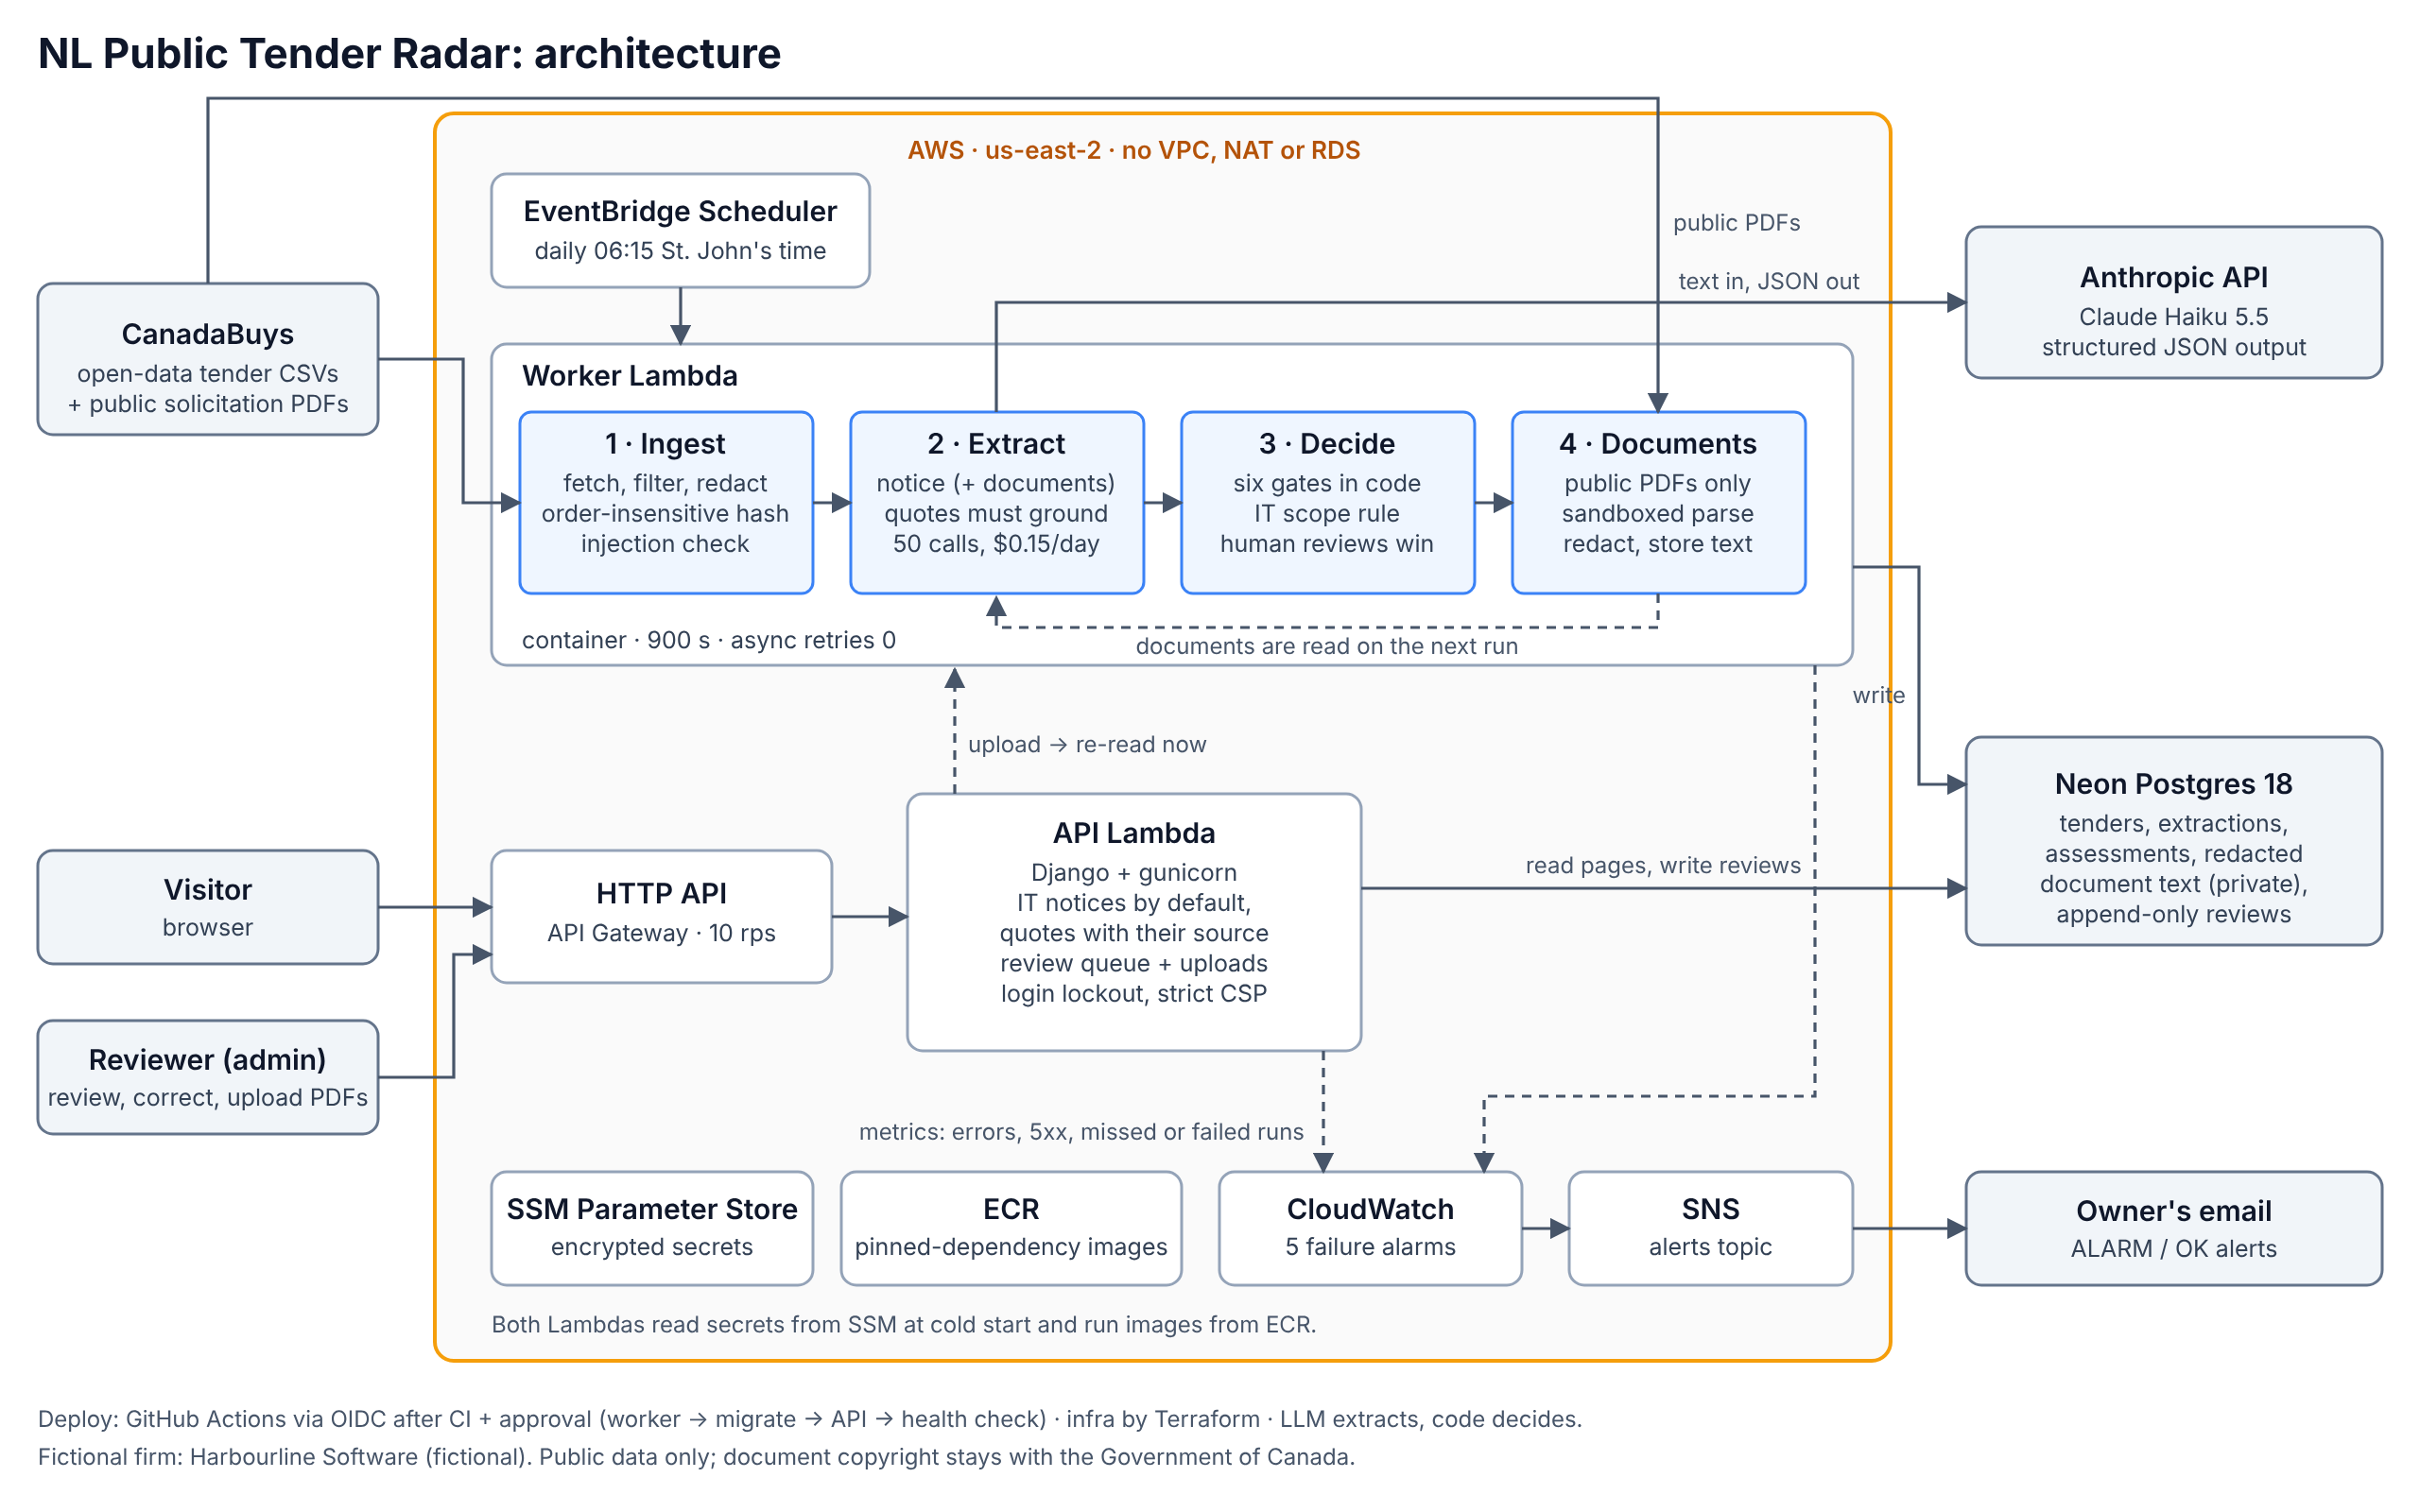 NL Public Tender Radar: architecture
AWS · us-east-2 · no VPC, NAT or RDS
EventBridge Scheduler
daily 06:15 St. John's time
public PDFs
text in, JSON out
Anthropic API
Claude Haiku 5.5
structured JSON output
CanadaBuys
open-data tender CSVs
+ public solicitation PDFs
Worker Lambda
1 · Ingest
fetch, filter, redact
order-insensitive hash
injection check
2 · Extract
notice (+ documents)
quotes must ground
50 calls, $0.15/day
3 · Decide
six gates in code
IT scope rule
human reviews win
4 · Documents
public PDFs only
sandboxed parse
redact, store text
container · 900 s · async retries 0
documents are read on the next run
write
upload → re-read now
Neon Postgres 18
tenders, extractions,
assessments, redacted
document text (private),
append-only reviews
API Lambda
Django + gunicorn
IT notices by default,
quotes with their source
review queue + uploads
login lockout, strict CSP
read pages, write reviews
Visitor
browser
HTTP API
API Gateway · 10 rps
Reviewer (admin)
review, correct, upload PDFs
metrics: errors, 5xx, missed or failed runs
SSM Parameter Store
encrypted secrets
ECR
pinned-dependency images
CloudWatch
5 failure alarms
SNS
alerts topic
Owner's email
ALARM / OK alerts
Both Lambdas read secrets from SSM at cold start and run images from ECR.
Deploy: GitHub Actions via OIDC after CI + approval (worker → migrate → API → health check) · infra by Terraform · LLM extracts, code decides.
Fictional firm: Harbourline Software (fictional). Public data only; document copyright stays with the Government of Canada.